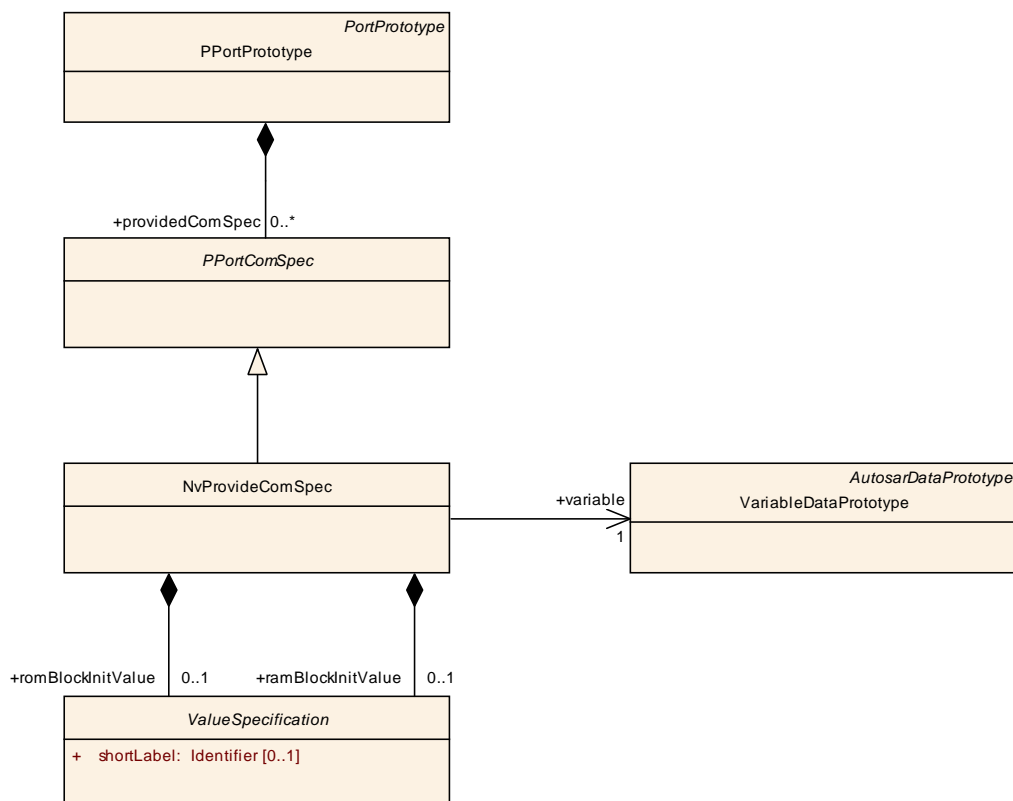 PortPrototype
PPortPrototype
+providedComSpec 0..*
PPortComSpec
NvProvideComSpec
+variable
1
AutosarDataPrototype
VariableDataPrototype
+romBlockInitValue 0..1 +ramBlockInitValue 0..1
ValueSpecification
+ shortLabel: Identifier [0..1]